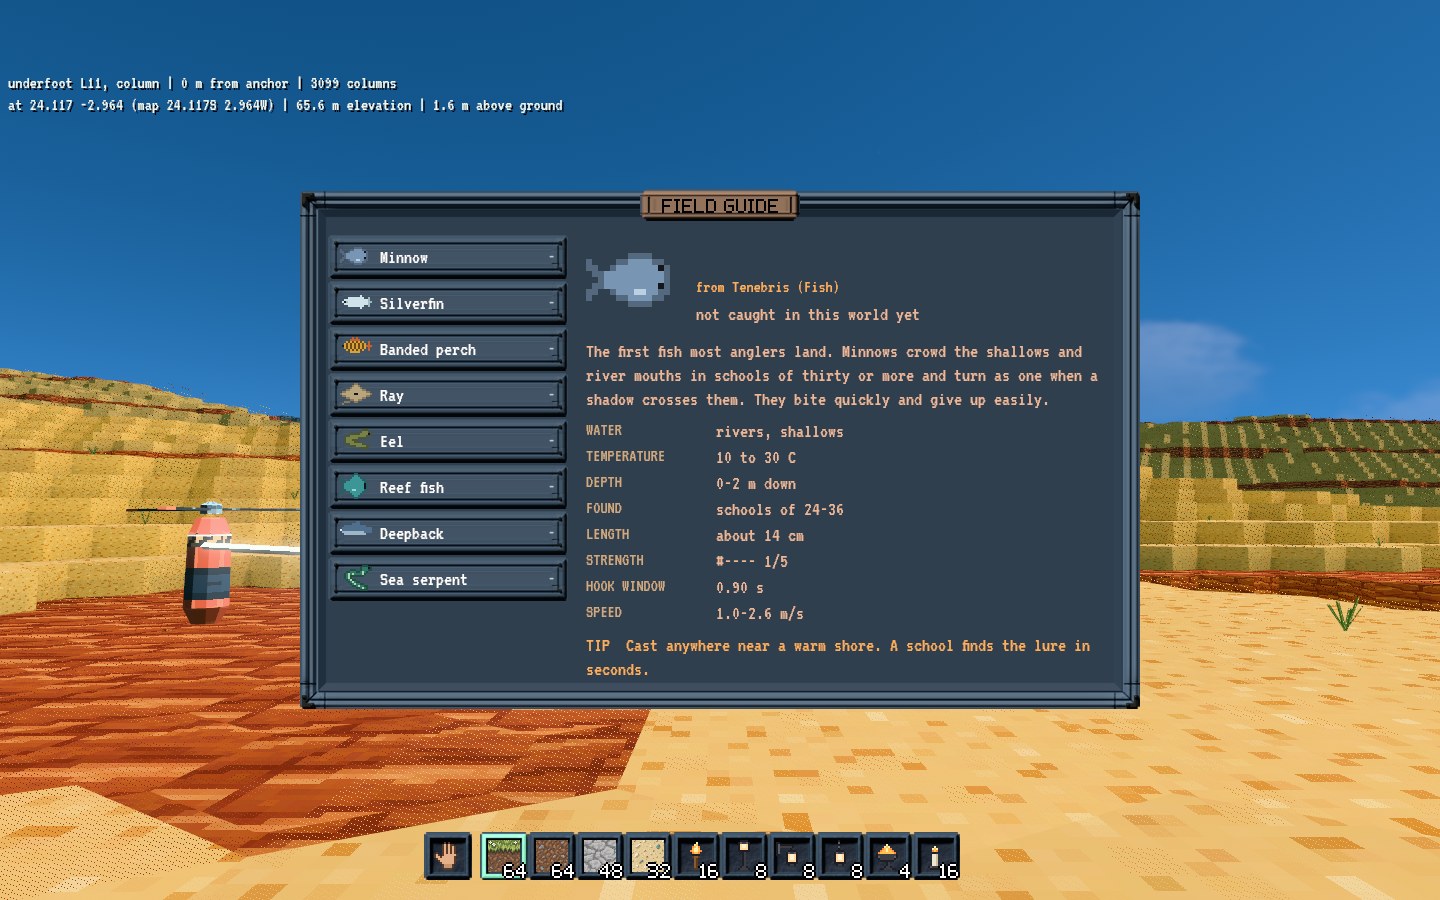 underfoot L11, column | 0 m from anchor | 3099 columns
at 24.117 -2.964 (map 24.117S 2.964W) | 65.6 m elevation | 1.6 m above ground
FIELD GUIDE
Minnow -
Silverfin -
Banded perch -
Ray -
Eel -
Reef fish -
Deepback -
Sea serpent -
from Tenebris (Fish)
not caught in this world yet
The first fish most anglers land. Minnows crowd the shallows and
river mouths in schools of thirty or more and turn as one when a
shadow crosses them. They bite quickly and give up easily.
WATER rivers, shallows
TEMPERATURE 10 to 30 C
DEPTH 0-2 m down
FOUND schools of 24-36
LENGTH about 14 cm
STRENGTH #---- 1/5
HOOK WINDOW 0.90 s
SPEED 1.0-2.6 m/s
TIP Cast anywhere near a warm shore. A school finds the lure in
seconds.
64 64 48 32 16 8 8 8 4 16